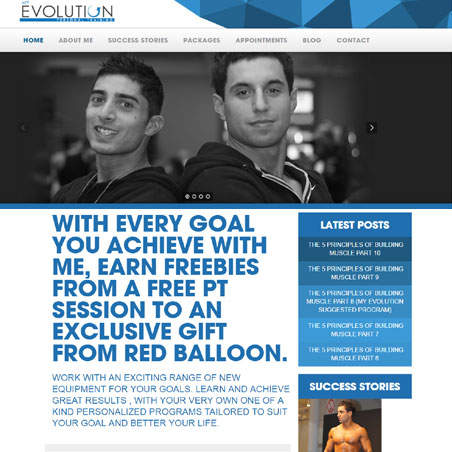 MY
EVOLUTION
PERSONAL TRAINING
HOME ABOUT ME SUCCESS STORIES PACKAGES APPOINTMENTS BLOG CONTACT
WITH EVERY GOAL
YOU ACHIEVE WITH
ME, EARN FREEBIES
FROM A FREE PT
SESSION TO AN
EXCLUSIVE GIFT
FROM RED BALLOON.
WORK WITH AN EXCITING RANGE OF NEW
EQUIPMENT FOR YOUR GOALS. LEARN AND ACHIEVE
GREAT RESULTS , WITH YOUR VERY OWN ONE OF A
KIND PERSONALIZED PROGRAMS TAILORED TO SUIT
YOUR GOAL AND BETTER YOUR LIFE.
LATEST POSTS
THE 5 PRINCIPLES OF BUILDING
MUSCLE PART 10
THE 5 PRINCIPLES OF BUILDING
MUSCLE PART 9
THE 5 PRINCIPLES OF BUILDING
MUSCLE PART 8 (MY EVOLUTION
SUGGESTED PROGRAM)
THE 5 PRINCIPLES OF BUILDING
MUSCLE PART 7
THE 5 PRINCIPLES OF BUILDING
MUSCLE PART 6
SUCCESS STORIES